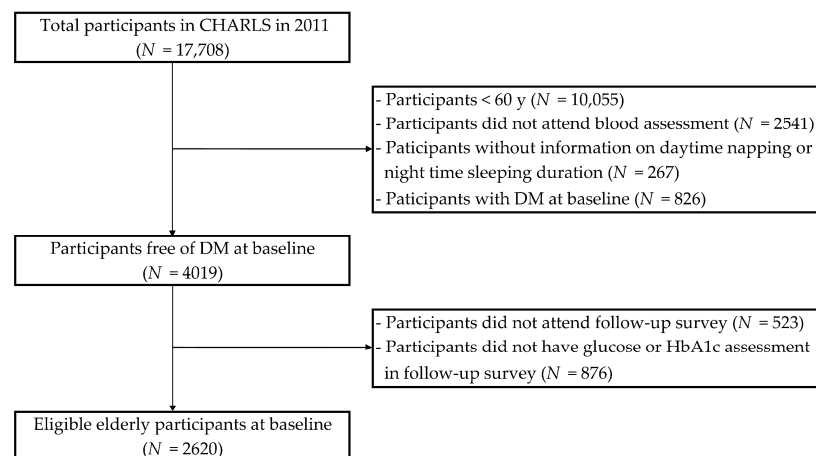 Total participants in CHARLS in 2011
(N = 17,708)
- Participants < 60 y (N = 10,055)
- Participants did not attend blood assessment (N = 2541)
- Paticipants without information on daytime napping or
night time sleeping duration (N = 267)
- Paticipants with DM at baseline (N = 826)
Participants free of DM at baseline
(N = 4019)
- Participants did not attend follow-up survey (N = 523)
- Participants did not have glucose or HbA1c assessment
in follow-up survey (N = 876)
Eligible elderly participants at baseline
(N = 2620)